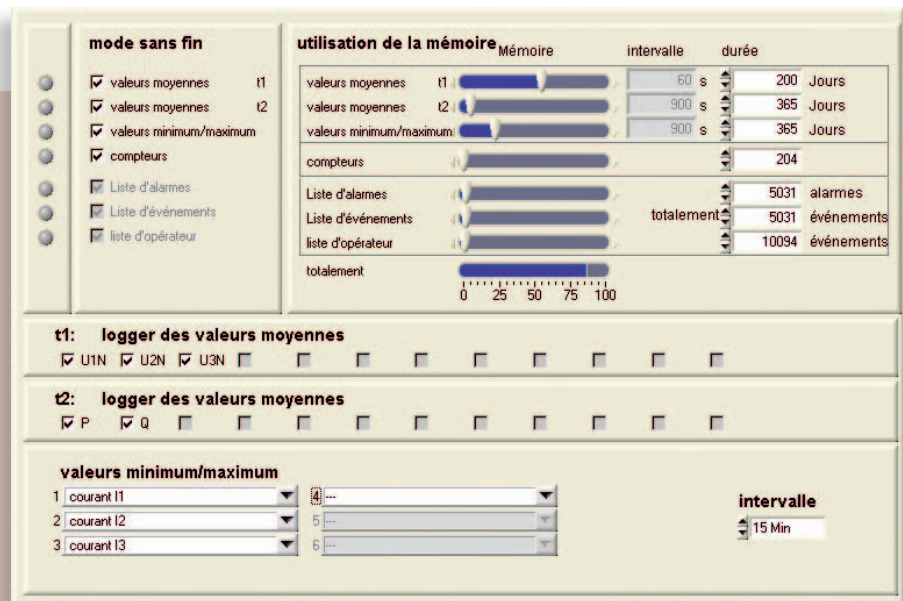 mode sans fin
valeurs moyennes t1
valeurs moyennes t2
valeurs minimum/maximum
compteurs
Liste d'alarmes
Liste d'événements
liste d'opérateur
utilisation de la mémoire Mémoire intervalle durée
valeurs moyennes t1 60 s 200 Jours
valeurs moyennes t2 900 s 365 Jours
valeurs minimum/maximum 900 s 365 Jours
compteurs 204
Liste d'alarmes 5031 alarmes
Liste d'événements totalement 5031 événements
liste d'opérateur 10094 événements
totalement
0 25 50 75 100
t1: logger des valeurs moyennes
U1N U2N U3N
t2: logger des valeurs moyennes
P Q
valeurs minimum/maximum
1 courant I1 4 ---
2 courant I2 5 ---
3 courant I3 6 ---
intervalle
15 Min